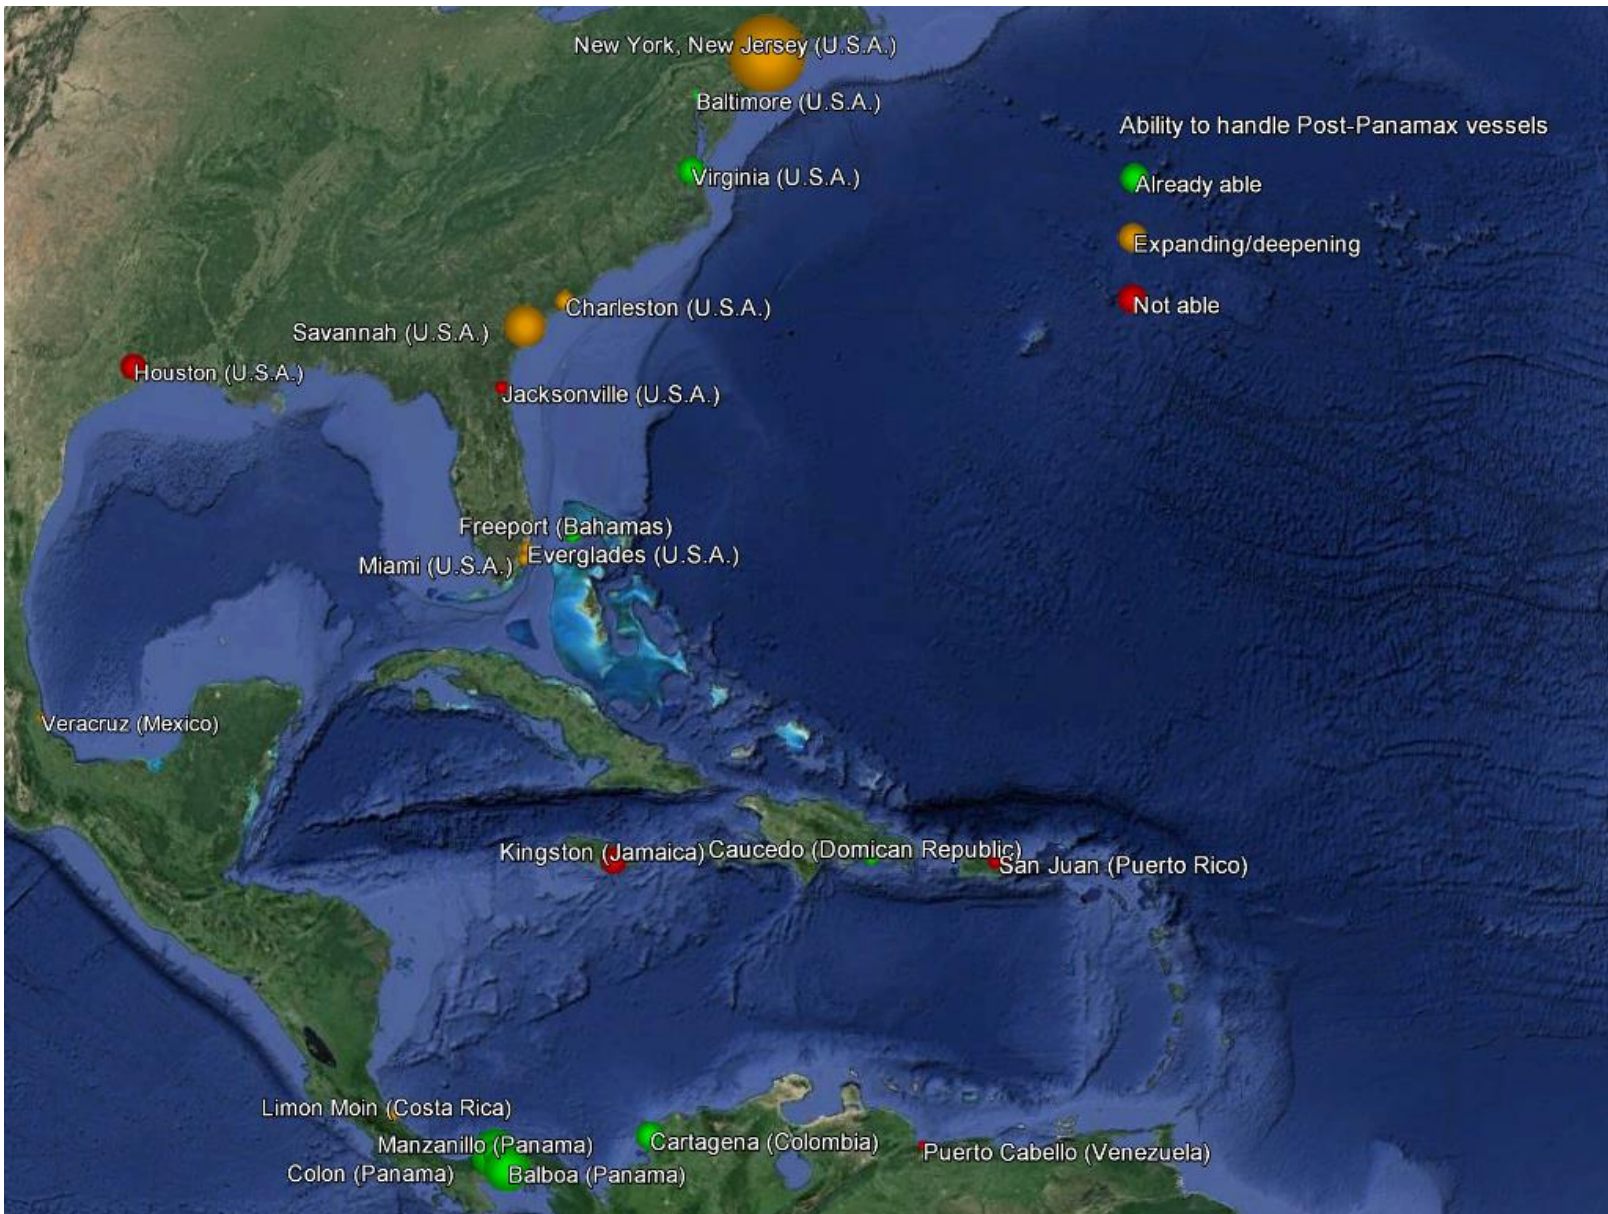 New York, New Jersey (U.S.A.)
Baltimore (U.S.A.)
Ability to handle Post-Panamax vessels
Virginia (U.S.A.)
Already able
Expanding/deepening
Charleston (U.S.A.)
Not able
Savannah (U.S.A.)
Houston (U.S.A.)
Jacksonville (U.S.A.)
Freeport (Bahamas)
Everglades (U.S.A.)
Miami (U.S.A.)
Veracruz (Mexico)
Kingston (Jamaica)
Caucedo (Domican Republic)
San Juan (Puerto Rico)
Limon Moin (Costa Rica)
Manzanillo (Panama)
Cartagena (Colombia)
Puerto Cabello (Venezuela)
Colon (Panama)
Balboa (Panama)